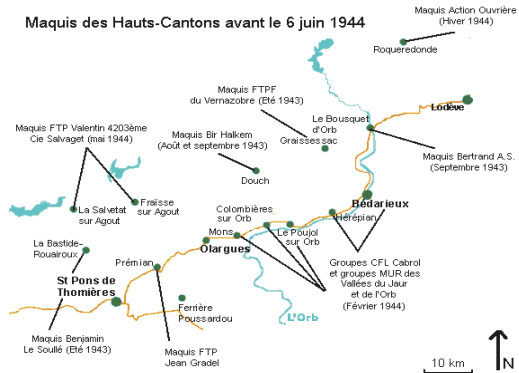 Maquis des Hauts-Cantons avant le 6 juin 1944
Maquis Action Ouvrière
(Hiver 1944)
Roqueredonde
Maquis FTPF
du Vernazobre (Eté 1943)
Lodève
Le Bousquet
d'Orb
Graissessac
Maquis FTP Valentin 4203ème
Cie Salvaget (mai 1944)
Maquis Bir Halkem
(Août et septembre 1943)
Maquis Bertrand A.S.
(Septembre 1943)
Douch
Bédarieux
La Salvetat
sur Agout
Fraïsse
sur Agout
Colombières
sur Orb
Hérépian
Mons
Le Poujol
sur Orb
Olargues
La Bastide-
Rouairoux
Prémian
Groupes CFL Cabrol
et groupes MUR des
Vallées du Jaur
et de l'Orb
(Février 1944)
St Pons de
Thomières
Ferrière
Poussardou
L'Orb
Maquis Benjamin
Le Soullé (Eté 1943)
Maquis FTP
Jean Gradel
10 km
N